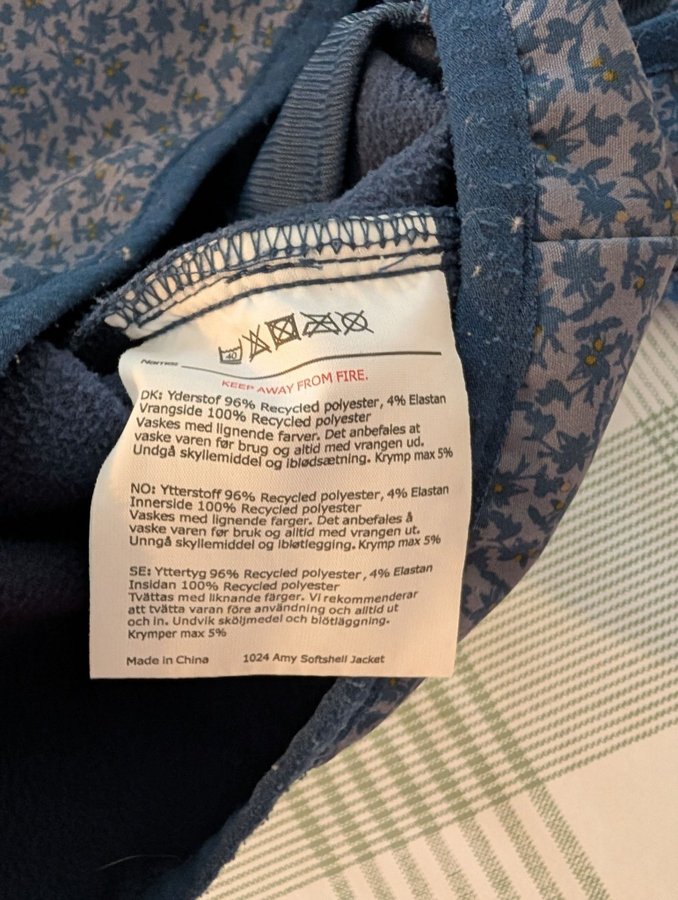 40
Name:
KEEP AWAY FROM FIRE.
DK: Yderstof 96% Recycled polyester, 4% Elastan
Vrangside 100% Recycled polyester
Vaskes med lignende farver. Det anbefales at
vaske varen før brug og altid med vrangen ud.
Undgå skyllemiddel og iblødsætning. Krymp max 5%
NO: Ytterstoff 96% Recycled polyester, 4% Elastan
Innerside 100% Recycled polyester
Vaskes med lignende farger. Det anbefales å
vaske varen før bruk og altid med vrangen ut.
Unngå skyllemiddel og ibløtlegging. Krymp max 5%
SE: Yttertyg 96% Recycled polyester, 4% Elastan
Insidan 100% Recycled polyester
Tvättas med liknande färger. Vi rekommenderar
att tvätta varan före användning och alltid ut
och in. Undvik sköljmedel och blötläggning.
Krymper max 5%
Made in China 1024 Amy Softshell Jacket